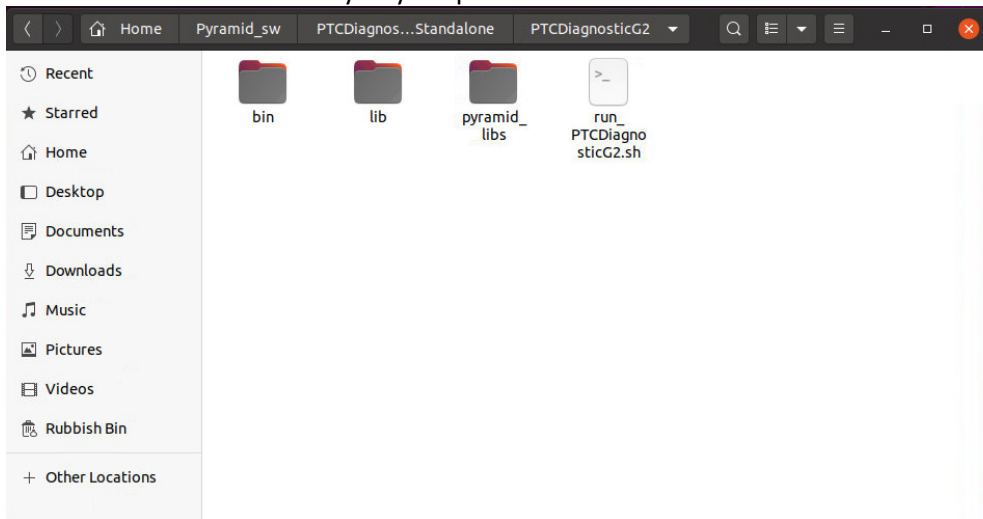 Home Pyramid_sw PTCDiagnos...Standalone PTCDiagnosticG2
Recent
Starred
Home
Desktop
Documents
Downloads
Music
Pictures
Videos
Rubbish Bin
+ Other Locations
bin
lib
pyramid_
libs
>_
run_
PTCDiagno
sticG2.sh